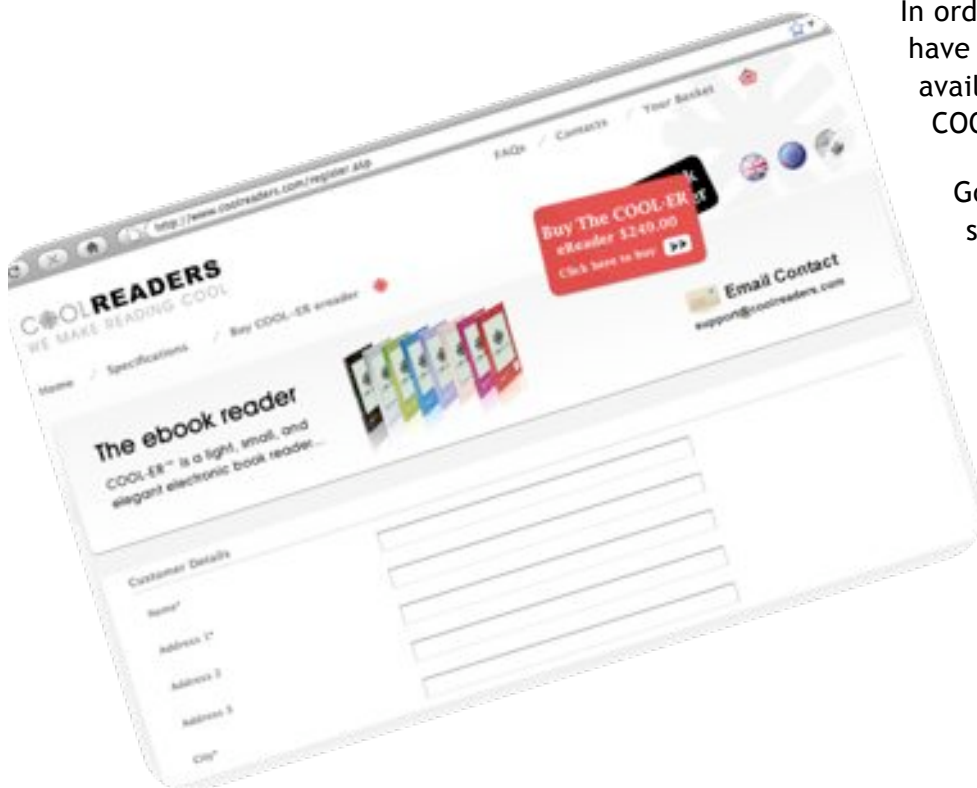 In ord
have
avail
COO
Go
s
http://www.coolreaders.com/register.asp
FAQs / Contacts / Your Basket
COOLREADERS
WE MAKE READING COOL
Buy The COOL-ER
eReader $249.00
Click here to buy
Email Contact
support@coolreaders.com
Home / Specifications / Buy COOL-ER ereader
The ebook reader
COOL-ER™ is a light, small, and
elegant electronic book reader...
Customer Details
Name*
Address 1*
Address 2
Address 3
City*